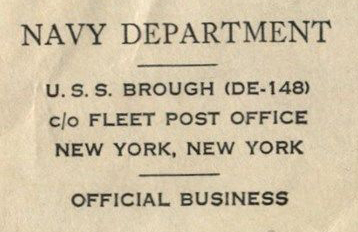 NAVY DEPARTMENT
U. S. S. BROUGH (DE-148)
c/o FLEET POST OFFICE
NEW YORK, NEW YORK
OFFICIAL BUSINESS